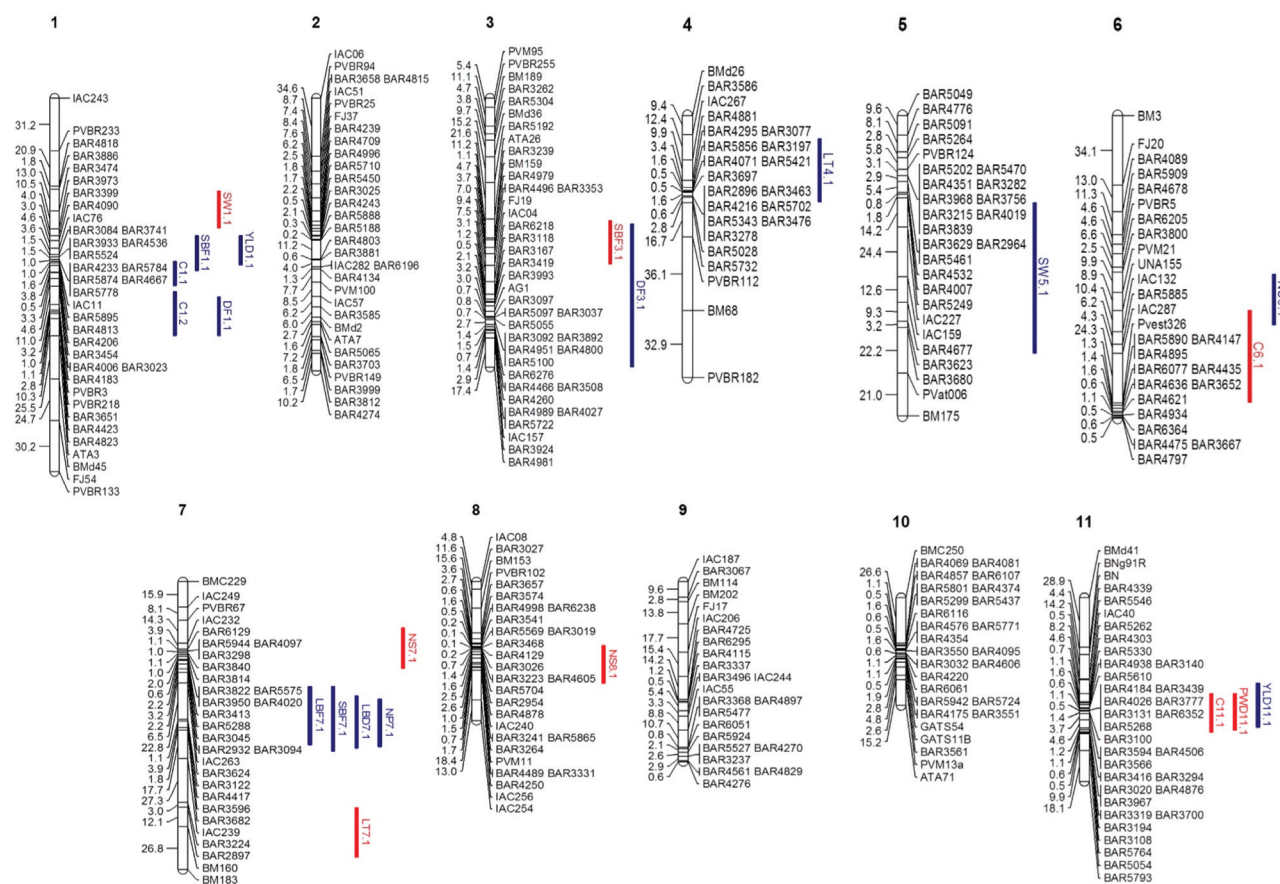 1
IAC243
31.2
PVBR233
BAR4818
20.9
BAR3886
1.8
BAR3474
13.0
BAR3973
10.5
BAR3399
4.0
BAR4090
3.0
IAC76
4.6
BAR3084 BAR3741
3.6
BAR3933 BAR4536
1.5
BAR5524
1.5
BAR4233 BAR5784
1.0
BAR5874 BAR4667
1.0
BAR5778
1.6
IAC11
3.8
BAR5895
0.5
BAR4813
3.3
BAR4206
4.6
BAR3454
11.0
BAR4006 BAR3023
3.2
BAR4183
1.0
PVBR3
1.1
PVBR218
2.8
BAR3651
10.3
BAR4423
25.5
BAR4823
24.7
ATA3
30.2
BMd45
FJ54
PVBR133
SW1.1
SBF1.1
YLD1.1
C1.1
C1.2
DF1.1
2
IAC06
PVBR94
BAR3658 BAR4815
34.6
IAC51
8.7
PVBR25
7.4
FJ37
8.4
BAR4239
7.6
BAR4709
6.2
BAR4996
2.5
BAR5710
1.8
BAR5450
1.7
BAR3025
2.2
BAR4243
0.5
BAR5888
2.1
BAR5188
0.3
BAR4803
0.2
BAR3881
11.2
IAC282 BAR6196
0.6
BAR4134
4.0
PVM100
1.3
IAC57
7.7
BAR3585
8.5
BMd2
6.2
ATA7
6.0
BAR5065
2.7
BAR3703
1.6
PVBR149
7.2
BAR3999
1.8
BAR3812
6.5
BAR4274
1.7
10.2
3
PVM95
PVBR255
5.4
BM189
11.1
BAR3262
4.7
BAR5304
3.8
BMd36
9.7
BAR5192
15.2
ATA26
21.6
BAR3239
11.2
BM159
1.1
BAR4979
4.7
BAR4496 BAR3353
3.7
FJ19
7.0
IAC04
9.4
BAR6218
7.5
BAR3118
3.1
BAR3167
1.2
BAR3419
0.5
BAR3993
2.1
AG1
3.2
BAR3097
3.0
BAR5097 BAR3037
0.7
BAR5055
0.8
BAR3092 BAR3892
2.7
BAR4951 BAR4800
1.4
BAR5100
1.5
BAR6276
0.7
BAR4466 BAR3508
1.4
BAR4260
2.9
BAR4989 BAR4027
17.4
BAR5722
IAC157
BAR3924
BAR4981
SBF3.1
DF3.1
4
BMd26
BAR3586
IAC267
9.4
BAR4881
12.4
BAR4295 BAR3077
9.9
BAR5856 BAR3197
3.4
BAR4071 BAR5421
1.6
BAR3697
0.5
BAR2896 BAR3463
0.5
BAR4216 BAR5702
1.6
BAR5343 BAR3476
0.6
BAR3278
2.8
BAR5028
16.7
BAR5732
PVBR112
36.1
BM68
32.9
PVBR182
LT4.1
5
BAR5049
BAR4776
9.6
BAR5091
8.1
BAR5264
2.8
PVBR124
5.8
BAR5202 BAR5470
3.1
BAR4351 BAR3282
2.9
BAR3968 BAR3756
5.4
BAR3215 BAR4019
0.8
BAR3839
1.8
BAR3629 BAR2964
14.2
BAR5461
24.4
BAR4532
BAR4007
12.6
BAR5249
9.3
IAC227
3.2
IAC159
22.2
BAR4677
BAR3623
BAR3680
21.0
PVat006
BM175
SW5.1
6
BM3
FJ20
34.1
BAR4089
BAR5909
13.0
BAR4678
11.3
PVBR5
4.6
BAR6205
4.6
BAR3800
6.6
PVM21
2.5
UNA155
9.9
IAC132
8.9
BAR5885
10.4
IAC287
6.2
Pvest326
4.3
BAR5890 BAR4147
24.3
BAR4895
1.3
BAR6077 BAR4435
1.4
BAR4636 BAR3652
1.6
BAR4621
0.6
BAR4934
1.1
BAR6364
0.5
BAR4475 BAR3667
0.6
BAR4797
0.5
C6.1
7
BMC229
IAC249
15.9
PVBR67
8.1
IAC232
14.3
BAR6129
3.9
BAR5944 BAR4097
1.1
BAR3298
1.0
BAR3840
1.1
BAR3814
1.0
BAR3822 BAR5575
2.0
BAR3950 BAR4020
0.6
BAR3413
2.2
BAR5288
3.2
BAR3045
2.2
BAR2932 BAR3094
6.5
IAC263
22.8
BAR3624
1.1
BAR3122
3.9
BAR4417
1.8
BAR3596
17.7
BAR3682
27.3
IAC239
3.0
BAR3224
12.1
BAR2897
26.8
BM160
BM183
NS7.1
LBF7.1
SBF7.1
LBD7.1
NP7.1
LT7.1
8
IAC08
4.8
BAR3027
11.6
BM153
15.6
PVBR102
3.6
BAR3657
2.7
BAR3574
0.6
BAR4998 BAR6238
1.6
BAR3541
0.5
BAR5569 BAR3019
0.2
BAR3468
0.1
BAR4129
0.1
BAR3026
0.2
BAR3223 BAR4605
0.7
BAR5704
1.4
BAR2954
1.6
BAR4878
2.5
IAC240
2.6
BAR3241 BAR5865
1.0
BAR3264
1.5
PVM11
0.7
BAR4489 BAR3331
1.7
BAR4250
18.4
IAC256
13.0
IAC254
NS8.1
9
IAC187
BAR3067
BM114
9.6
BM202
2.8
FJ17
13.8
IAC206
BAR4725
17.7
BAR6295
15.4
BAR4115
14.2
BAR3337
1.2
BAR3496 IAC244
0.5
IAC55
5.4
BAR3368 BAR4897
3.3
BAR5477
8.8
BAR6051
10.7
BAR5924
0.8
BAR5527 BAR4270
2.1
BAR3237
2.6
BAR4561 BAR4829
2.9
BAR4276
0.6
10
BMC250
BAR4069 BAR4081
26.6
BAR4857 BAR6107
1.1
BAR5801 BAR4374
0.5
BAR5299 BAR5437
1.6
BAR6116
0.6
BAR4576 BAR5771
0.5
BAR4354
1.6
BAR3550 BAR4095
0.6
BAR3032 BAR4606
1.1
BAR4220
1.1
BAR6061
0.5
BAR5942 BAR5724
1.9
BAR4175 BAR3551
2.8
GATS54
4.8
GATS11B
2.6
BAR3561
15.2
PVM13a
ATA71
11
BMd41
BNg91R
BN
28.9
BAR4339
4.4
BAR5546
14.2
IAC40
0.5
BAR5262
8.2
BAR4303
4.6
BAR5330
0.7
BAR4938 BAR3140
1.1
BAR5610
1.6
BAR4184 BAR3439
0.6
BAR4026 BAR3777
1.1
BAR3131 BAR6352
0.5
BAR5268
1.4
BAR3100
3.7
BAR3594 BAR4506
4.6
BAR3566
1.2
BAR3416 BAR3294
1.1
BAR3020 BAR4876
0.6
BAR3967
0.5
BAR3319 BAR3700
9.9
BAR3194
18.1
BAR3108
BAR5764
BAR5054
BAR5793
C11.1
PWD11.1
YLD11.1